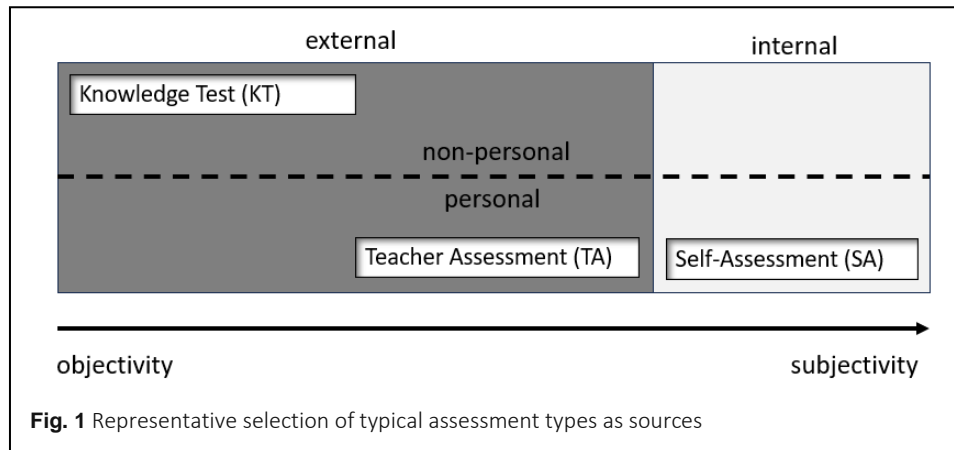 external
internal
Knowledge Test (KT)
non-personal
personal
Teacher Assessment (TA)
Self-Assessment (SA)
objectivity
subjectivity
Fig. 1 Representative selection of typical assessment types as sources